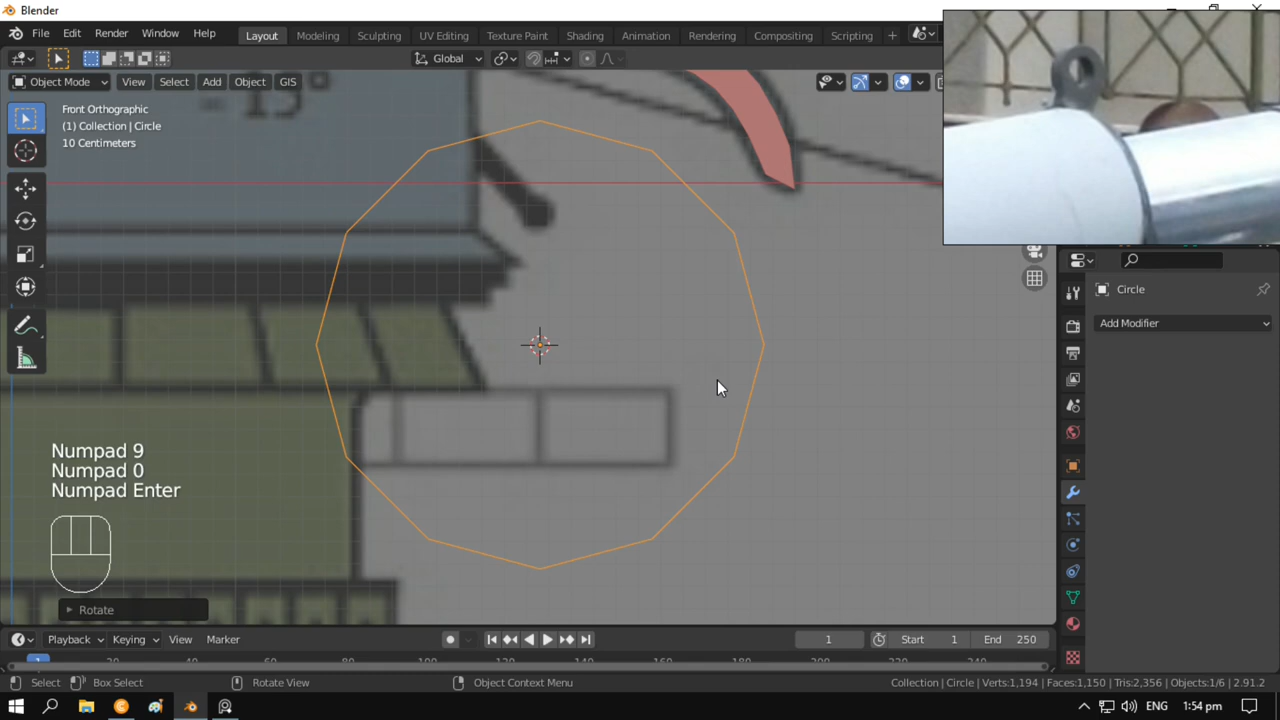 Blender
File Edit Render Window Help
Layout Modeling Sculpting UV Editing Texture Paint Shading Animation Rendering Compositing Scripting +
Global
Object Mode View Select Add Object GIS
Front Orthographic
(1) Collection | Circle
10 Centimeters
Circle
Add Modifier
Numpad 9
Numpad 0
Numpad Enter
Rotate
Playback Keying View Marker
1
Start 1
End 250
1
Select Box Select Rotate View Object Context Menu
Collection | Circle | Verts:1,194 | Faces:1,150 | Tris:2,356 | Objects:1/6 | 2.91.2
ENG 1:54 pm